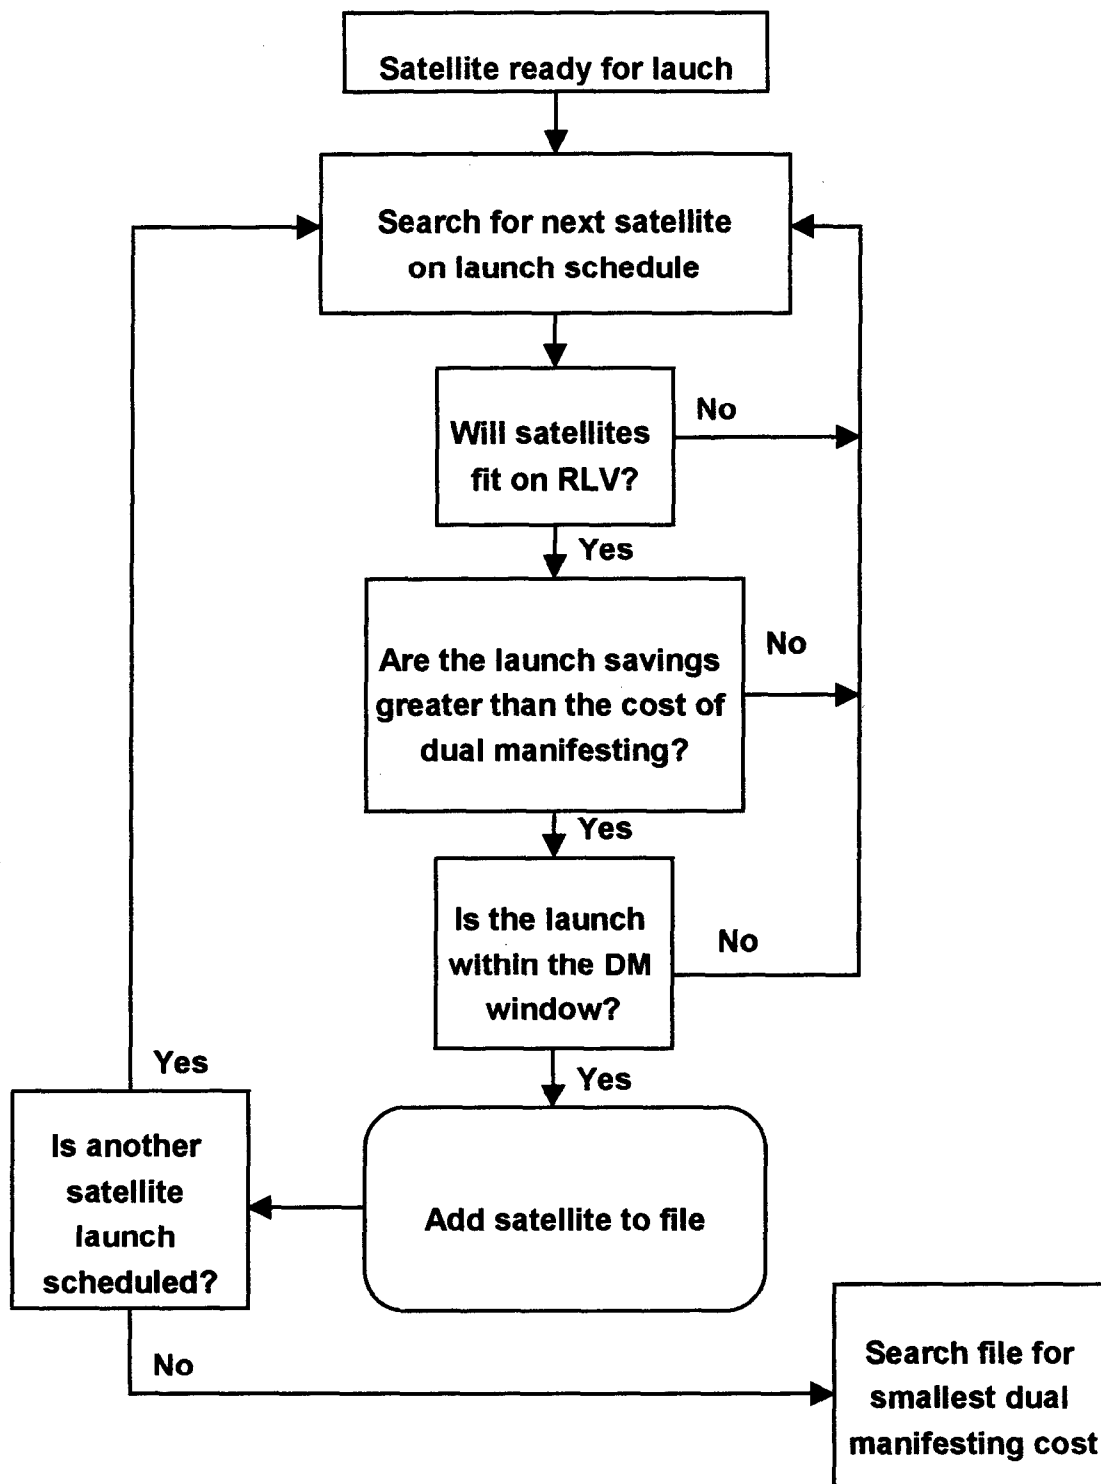 Satellite ready for lauch
Search for next satellite
on launch schedule
Will satellites
fit on RLV?
No
Yes
Are the launch savings
greater than the cost of
dual manifesting?
No
Yes
Is the launch
within the DM
window?
No
Yes
Add satellite to file
Yes
Is another
satellite
launch
scheduled?
No
Search file for
smallest dual
manifesting cost